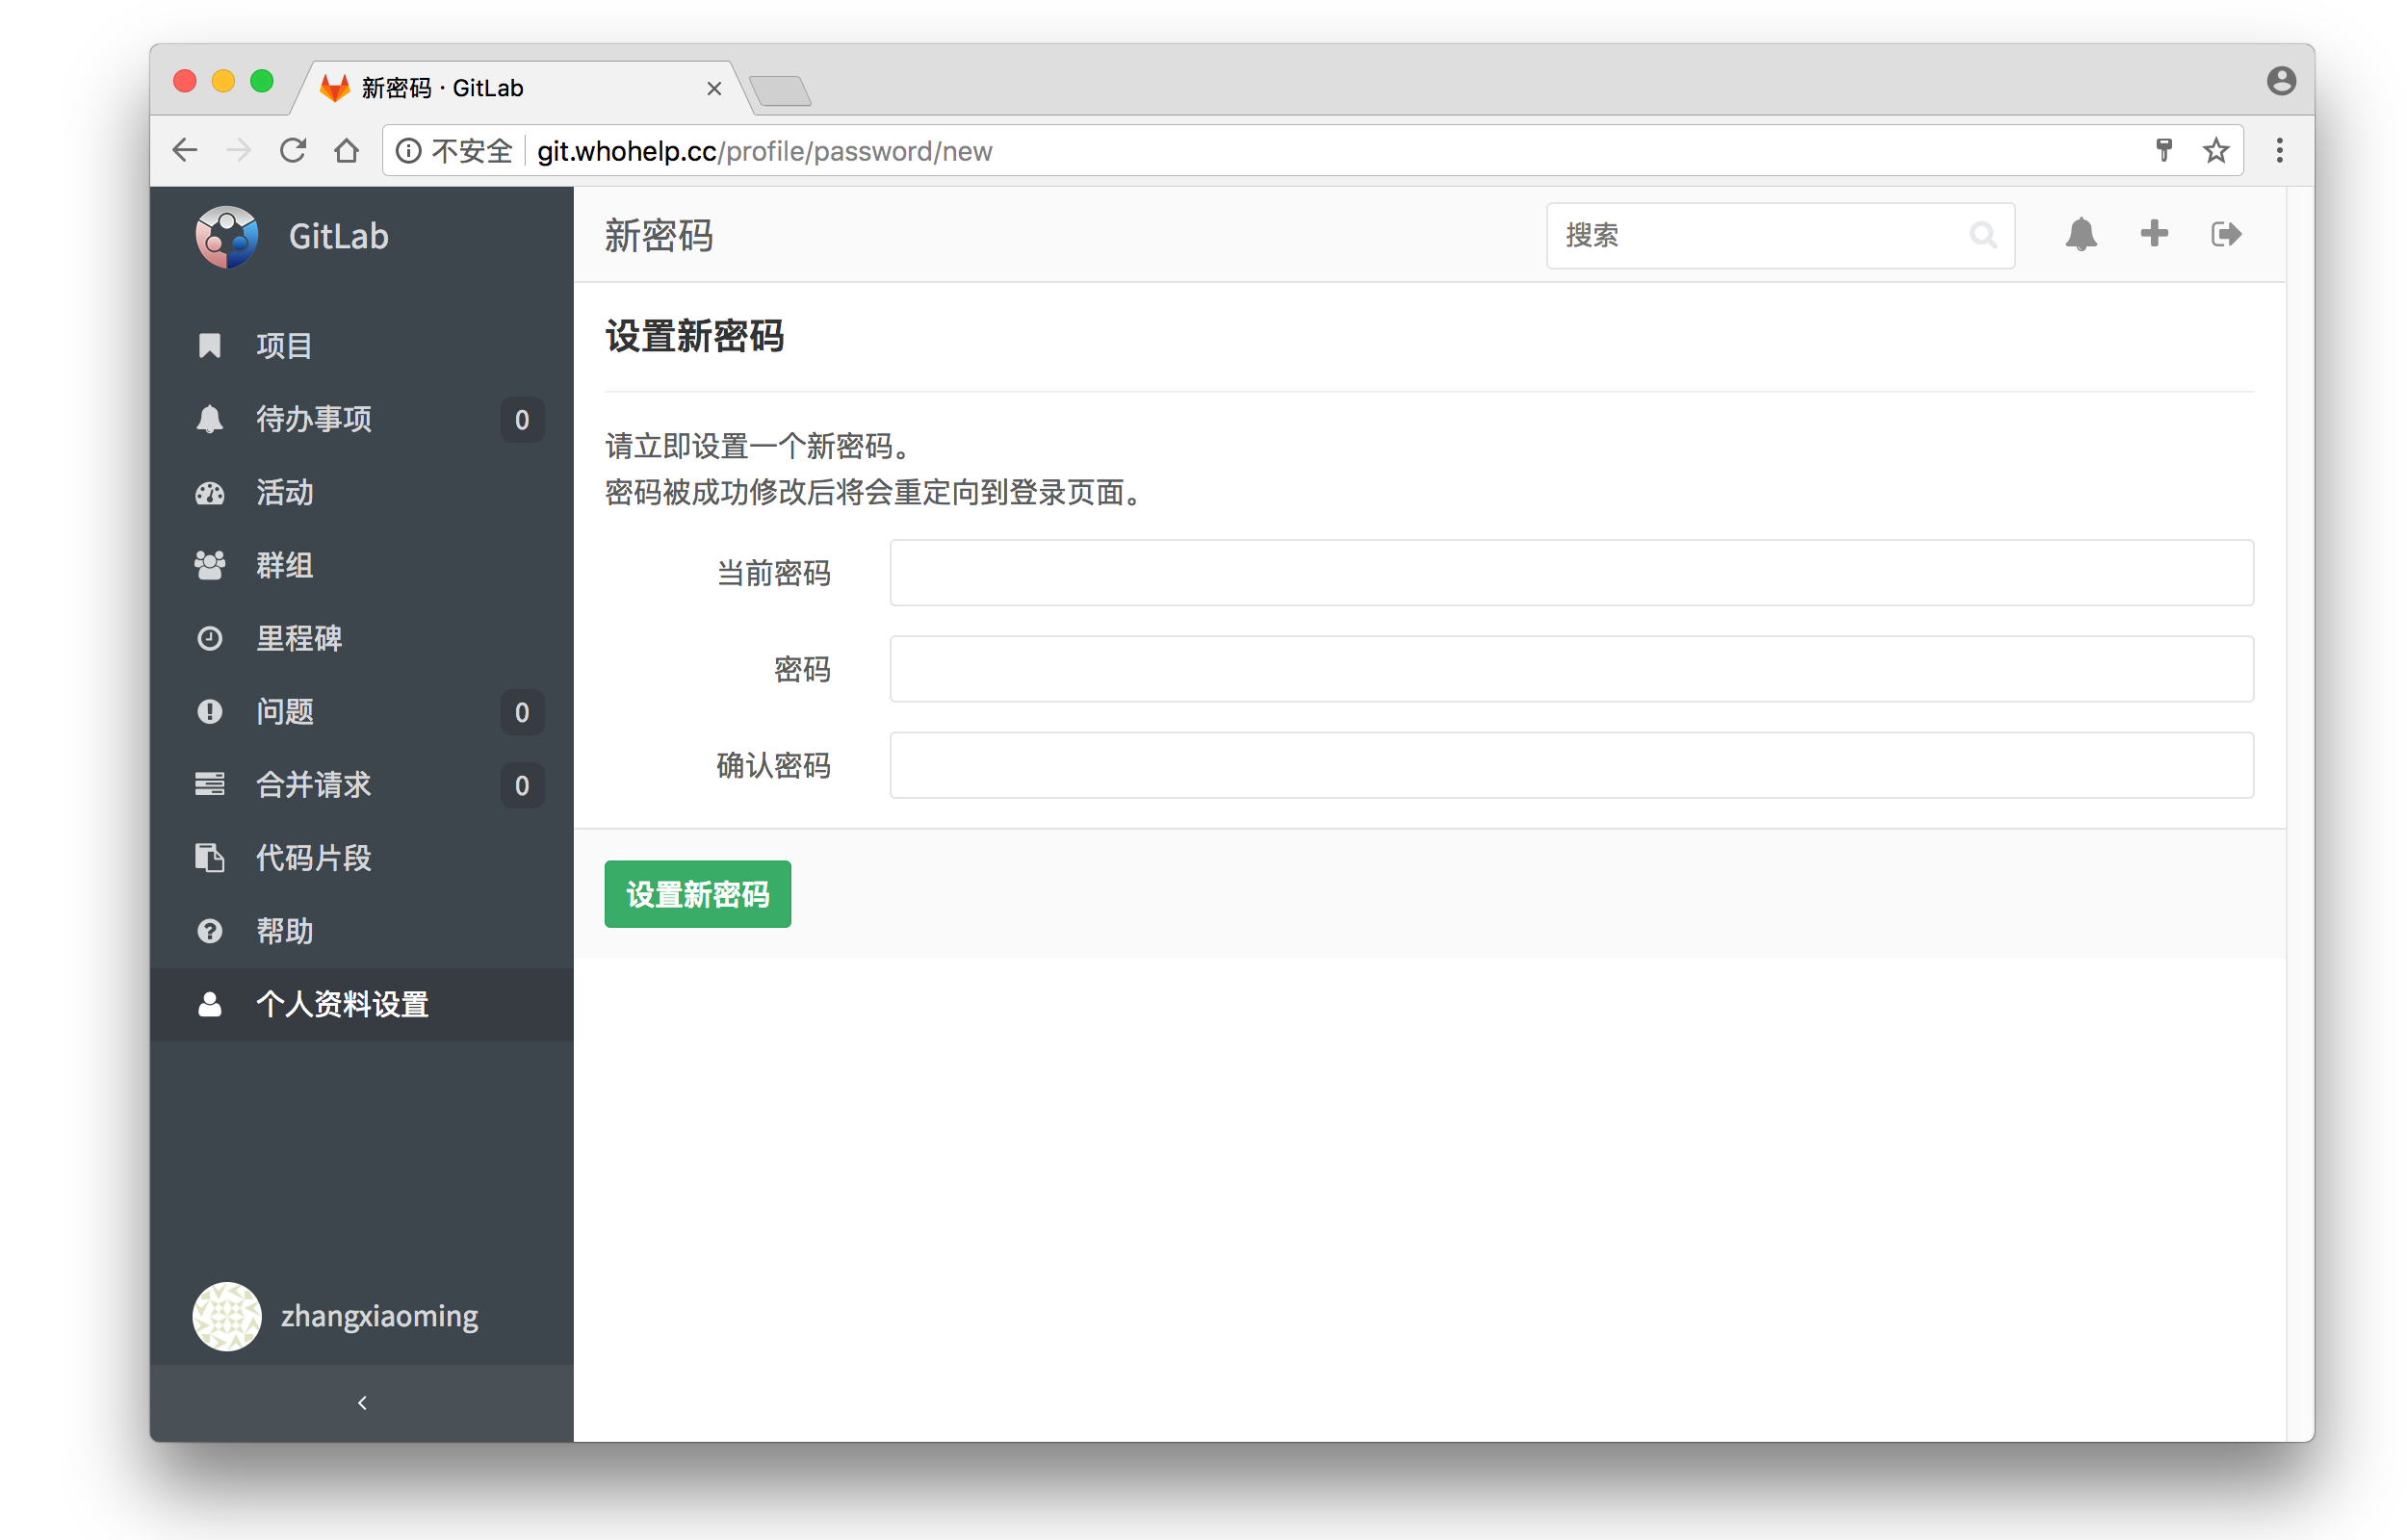 新密码 · GitLab
不安全 git.whohelp.cc/profile/password/new
GitLab
新密码
搜索
项目
待办事项 0
活动
群组
里程碑
问题 0
合并请求 0
代码片段
帮助
个人资料设置
zhangxiaoming
设置新密码
请立即设置一个新密码。
密码被成功修改后将会重定向到登录页面。
当前密码
密码
确认密码
设置新密码